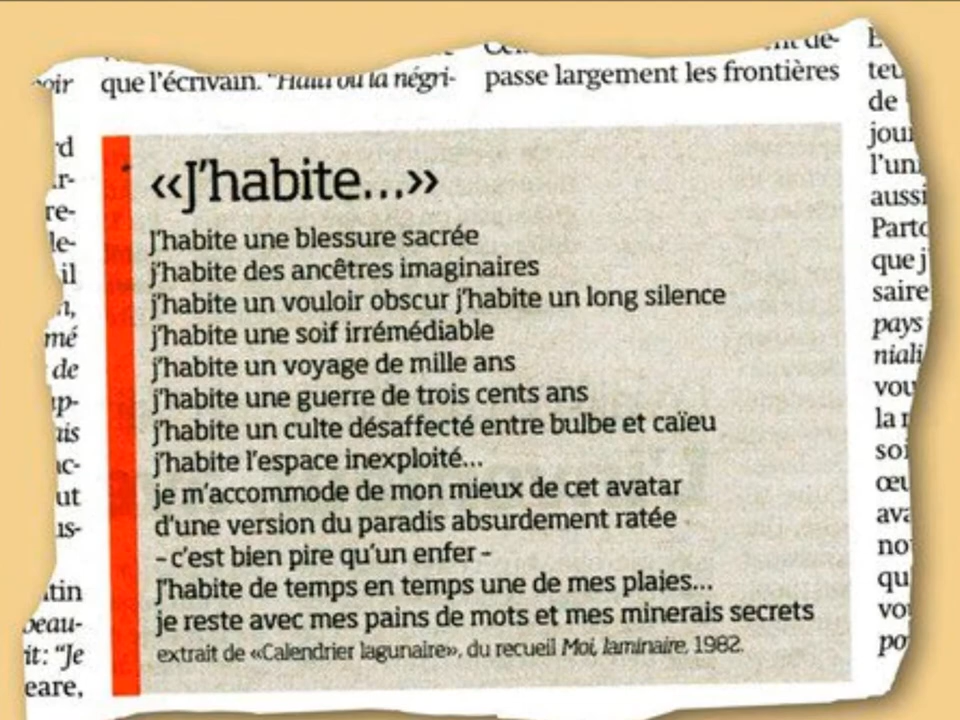 que l'écrivain. "Haïti où la négri-
passe largement les frontières
«J'habite...»
J'habite une blessure sacrée
j'habite des ancêtres imaginaires
j'habite un vouloir obscur j'habite un long silence
j'habite une soif irrémédiable
j'habite un voyage de mille ans
j'habite une guerre de trois cents ans
j'habite un culte désaffecté entre bulbe et caïeu
j'habite l'espace inexploité...
je m'accommode de mon mieux de cet avatar
d'une version du paradis absurdement ratée
- c'est bien pire qu'un enfer -
J'habite de temps en temps une de mes plaies...
je reste avec mes pains de mots et mes minerais secrets
extrait de «Calendrier lagunaire», du recueil Moi, laminaire, 1982.